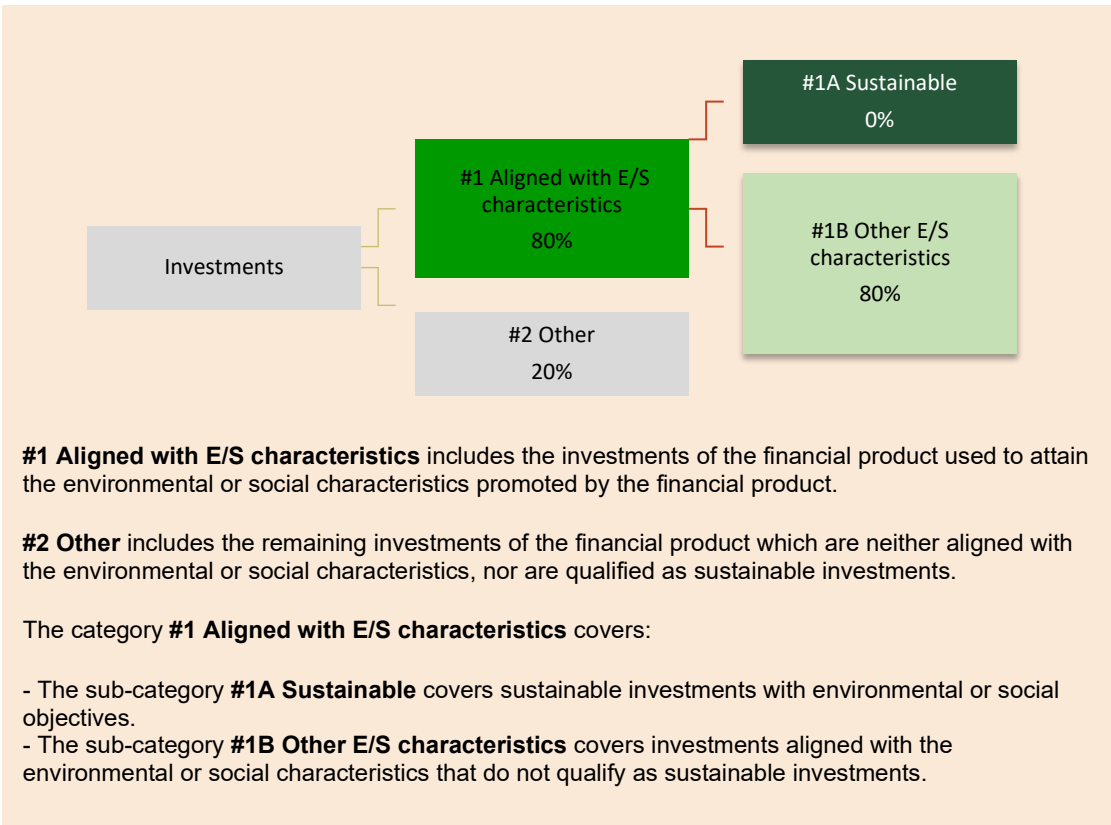 #1A Sustainable
0%
#1 Aligned with E/S
characteristics
80%
#1B Other E/S
characteristics
80%
Investments
#2 Other
20%
#1 Aligned with E/S characteristics includes the investments of the financial product used to attain
the environmental or social characteristics promoted by the financial product.
#2 Other includes the remaining investments of the financial product which are neither aligned with
the environmental or social characteristics, nor are qualified as sustainable investments.
The category #1 Aligned with E/S characteristics covers:
- The sub-category #1A Sustainable covers sustainable investments with environmental or social
objectives.
- The sub-category #1B Other E/S characteristics covers investments aligned with the
environmental or social characteristics that do not qualify as sustainable investments.